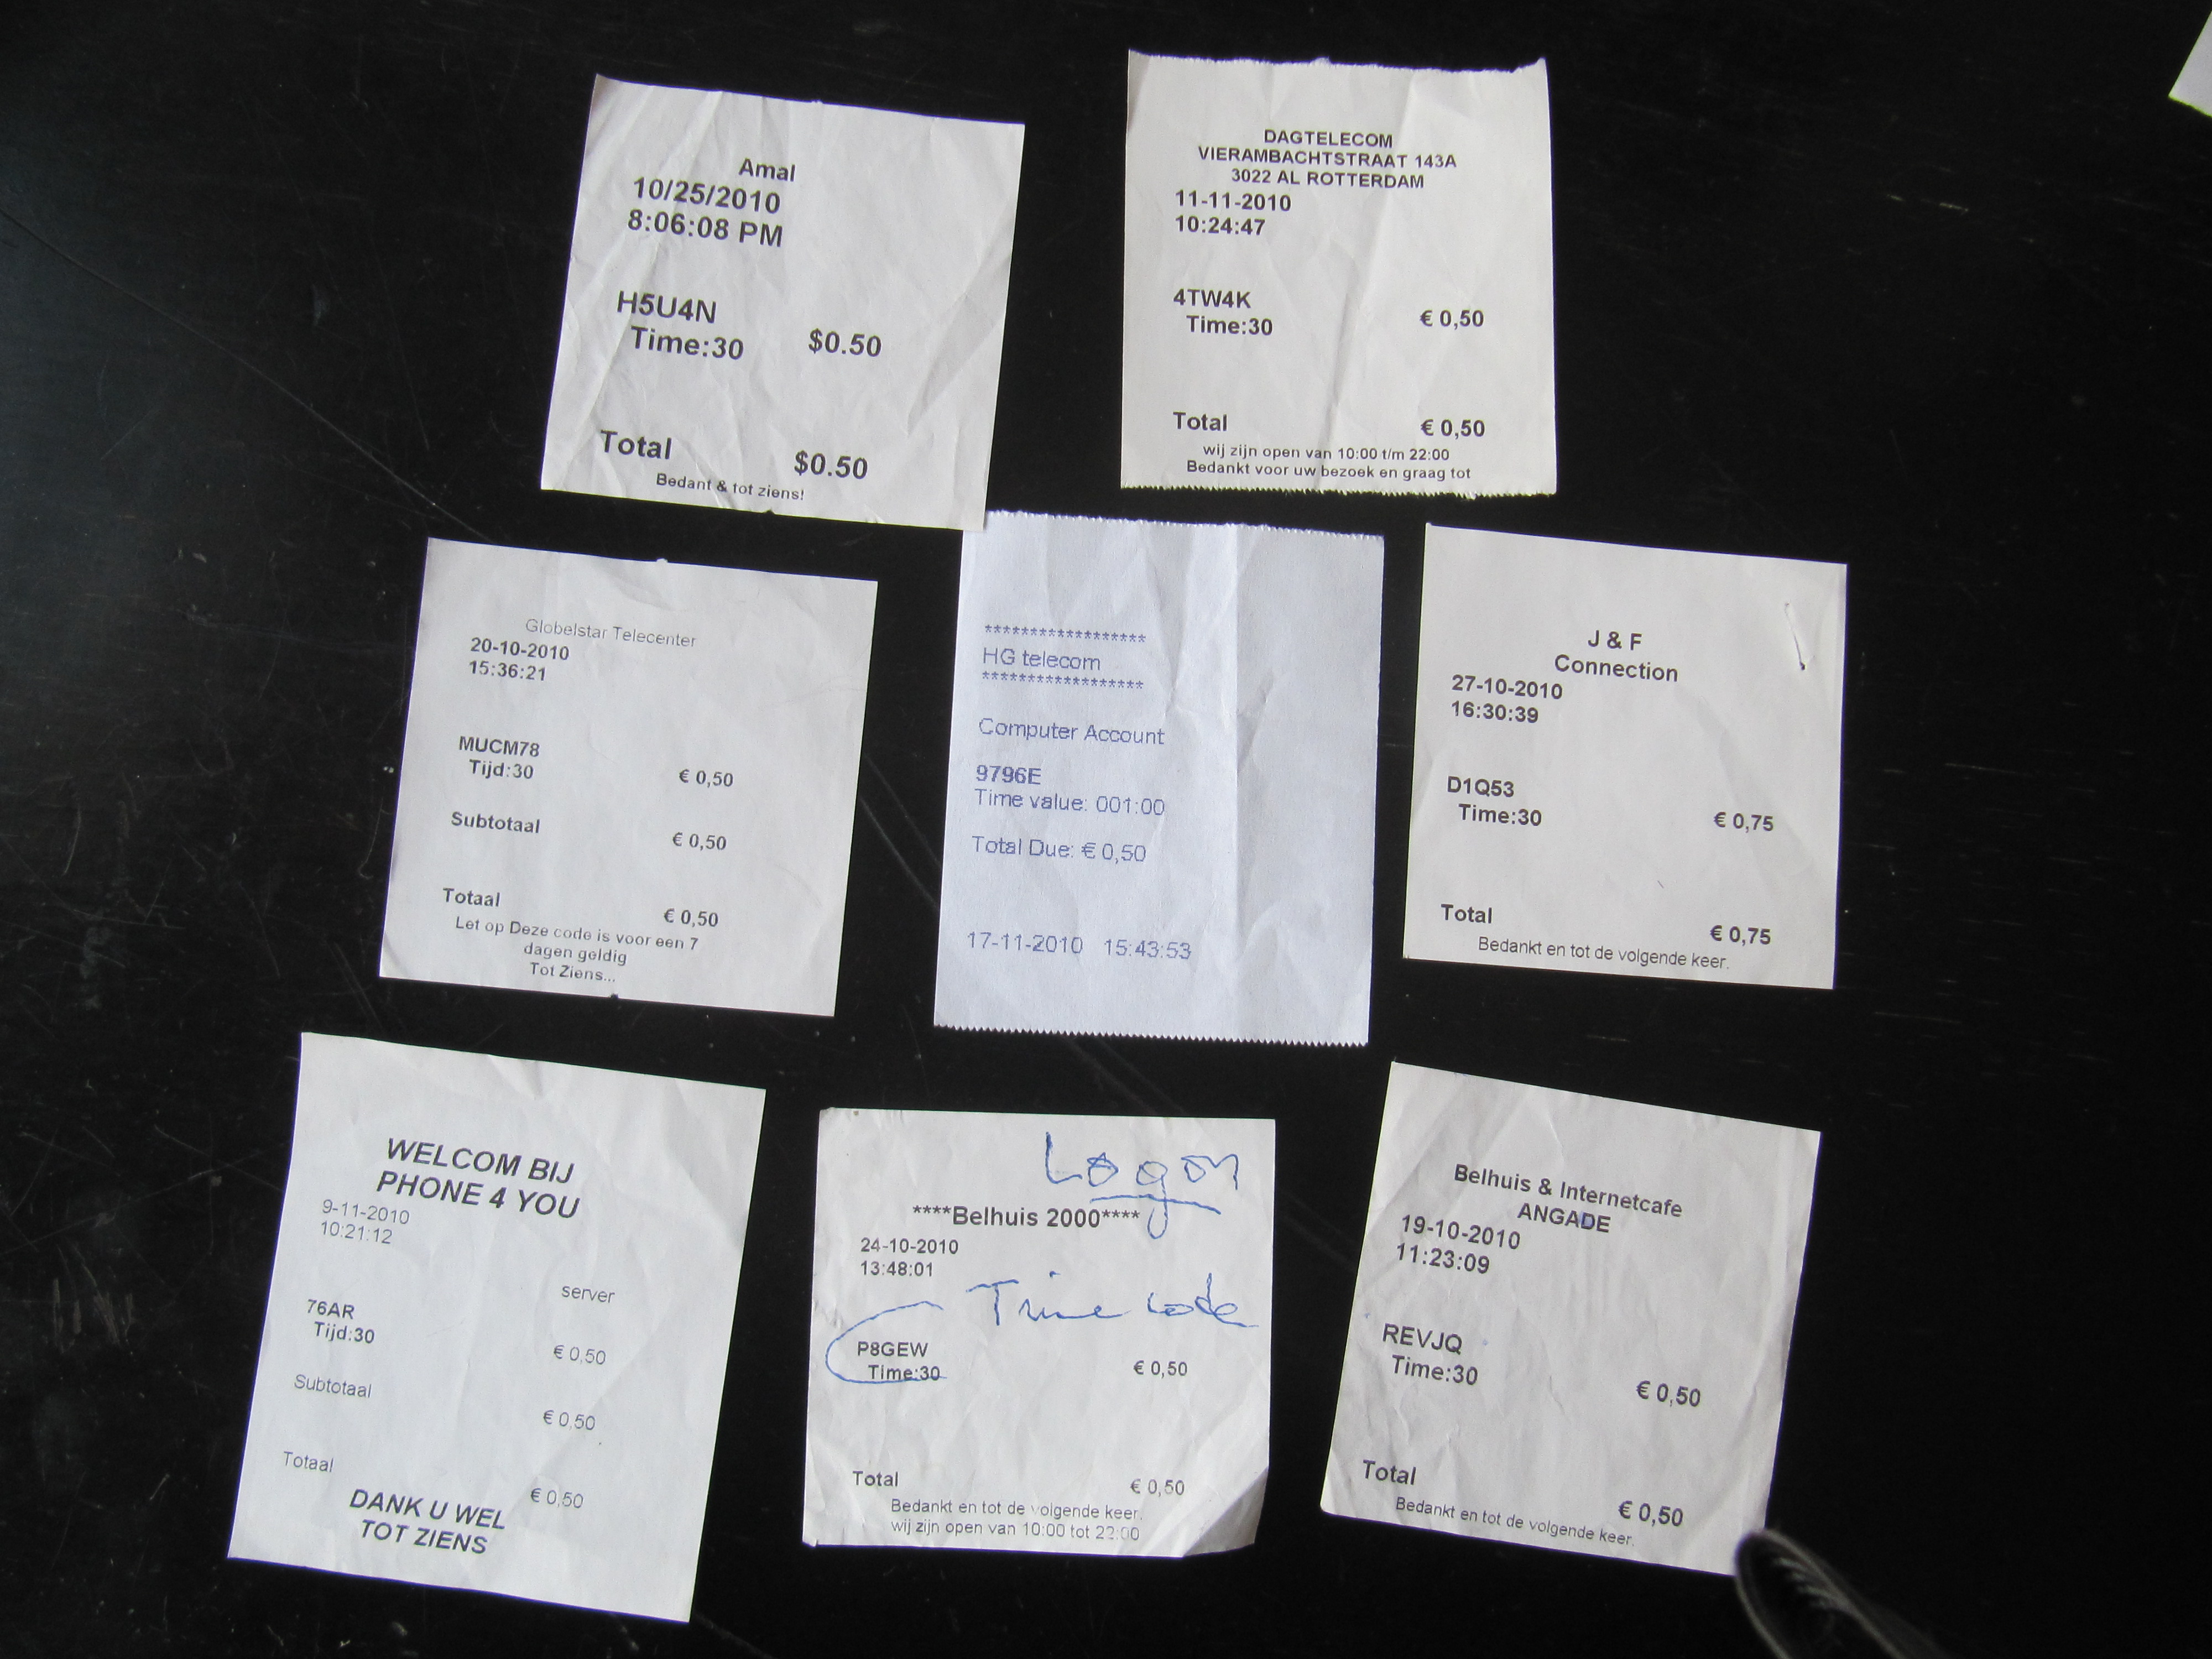 Amal
10/25/2010
8:06:08 PM
H5U4N
Time:30 $0.50
Total $0.50
Bedant & tot ziens!
DAGTELECOM
VIERAMBACHTSTRAAT 143A
3022 AL ROTTERDAM
11-11-2010
10:24:47
4TW4K
Time:30 € 0,50
Total € 0,50
wij zijn open van 10:00 t/m 22:00
Bedankt voor uw bezoek en graag tot
Globelstar Telecenter
20-10-2010
15:36:21
MUCM78
Tijd:30 € 0,50
Subtotaal € 0,50
Totaal € 0,50
Let op Deze code is voor een 7
dagen geldig
Tot Ziens...
******************
HG telecom
******************
Computer Account
9796E
Time value: 001:00
Total Due: € 0,50
17-11-2010 15:43:53
J & F
Connection
27-10-2010
16:30:39
D1Q53
Time:30 € 0,75
Total € 0,75
Bedankt en tot de volgende keer.
WELCOM BIJ
PHONE 4 YOU
9-11-2010
10:21:12
server
76AR
Tijd:30 € 0,50
Subtotaal € 0,50
Totaal € 0,50
DANK U WEL
TOT ZIENS
Logon
****Belhuis 2000****
24-10-2010
13:48:01
Time code
P8GEW
Time:30 € 0,50
Total € 0,50
Bedankt en tot de volgende keer.
wij zijn open van 10:00 tot 22:00
Belhuis & Internetcafe
ANGADE
19-10-2010
11:23:09
REVJQ
Time:30 € 0,50
Total € 0,50
Bedankt en tot de volgende keer.